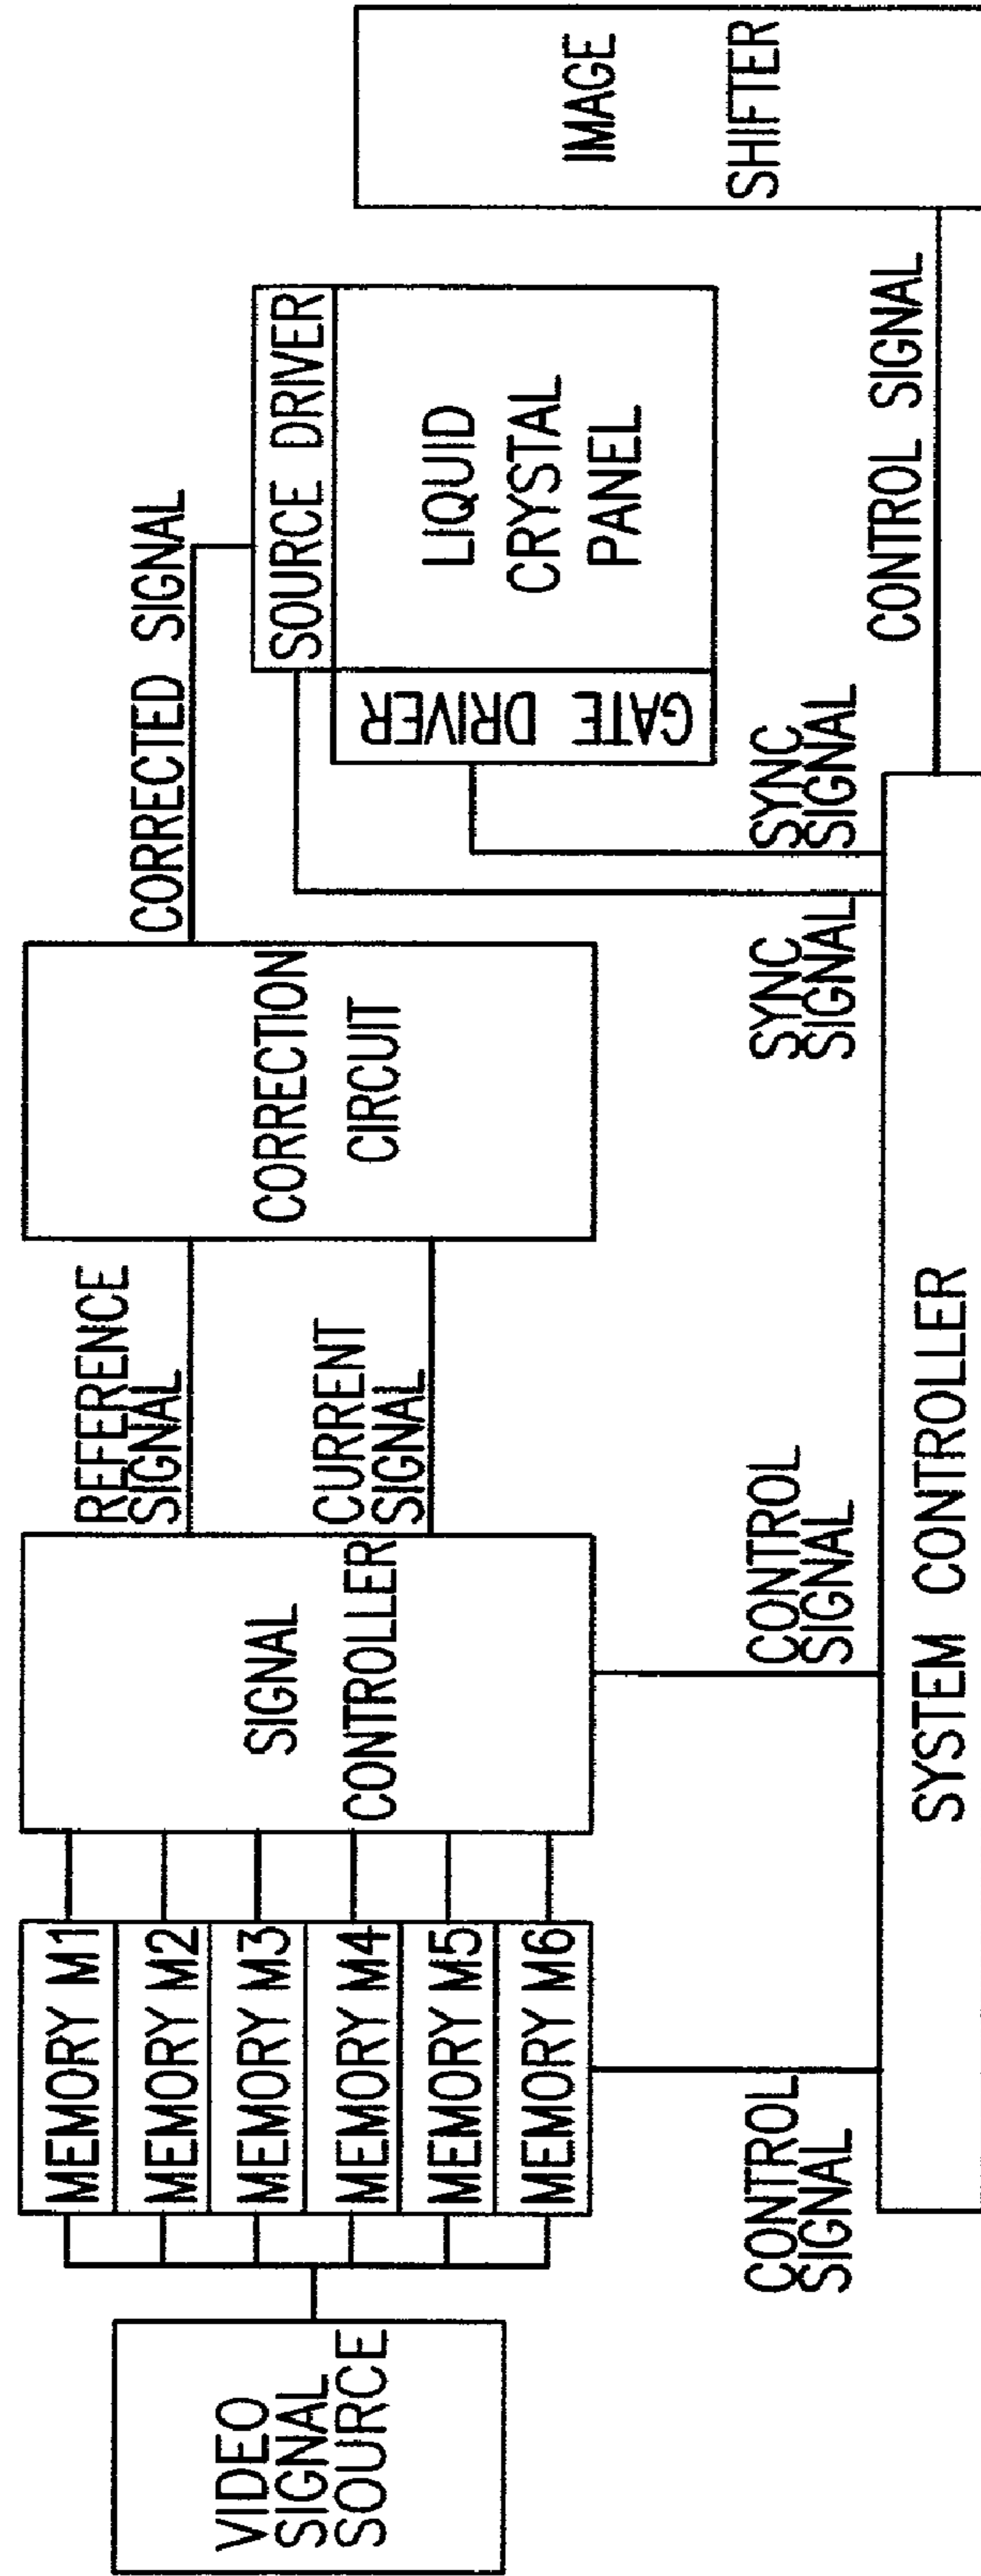 VIDEO
SIGNAL
SOURCE
MEMORY M1
MEMORY M2
MEMORY M3
MEMORY M4
MEMORY M5
MEMORY M6
CONTROL
SIGNAL
SIGNAL
CONTROLLER
CONTROL
SIGNAL
REFERENCE
SIGNAL
CURRENT
SIGNAL
CORRECTION
CIRCUIT
CORRECTED SIGNAL
SOURCE DRIVER
GATE DRIVER
LIQUID
CRYSTAL
PANEL
SYNC
SIGNAL
SYNC
SIGNAL
CONTROL SIGNAL
IMAGE
SHIFTER
SYSTEM CONTROLLER